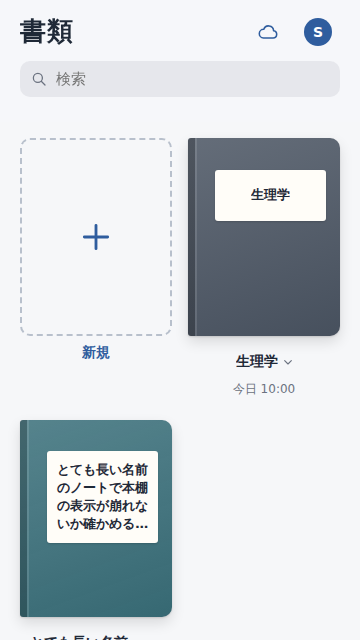 書類
S
検索
生理学
新規
生理学
今日 10:00
とても長い名前
のノートで本棚
の表示が崩れな
いか確かめる…